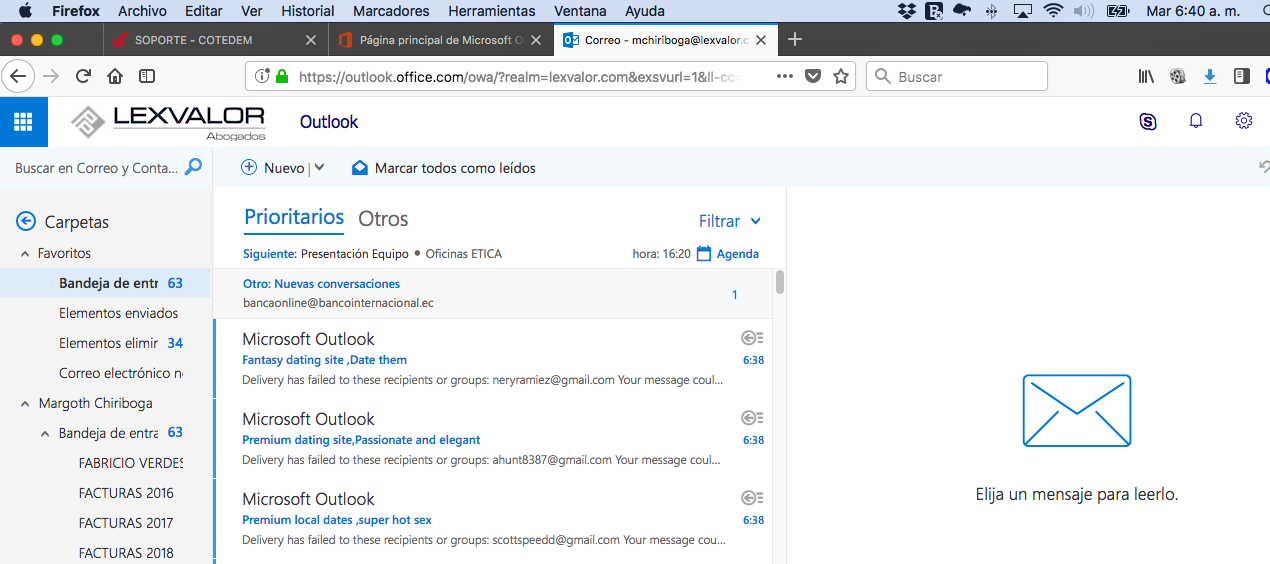 Firefox Archivo Editar Ver Historial Marcadores Herramientas Ventana Ayuda Mar 6:40 a. m.
SOPORTE - COTEDEM Página principal de Microsoft O Correo - mchiriboga@lexvalor.c
https://outlook.office.com/owa/?realm=lexvalor.com&exsvurl=1&ll-cc= Buscar
LEXVALOR
Abogados
Outlook
Buscar en Correo y Conta... Nuevo Marcar todos como leídos
Carpetas
Favoritos
Bandeja de entr 63
Elementos enviados
Elementos elimir 34
Correo electrónico n
Margoth Chiriboga
Bandeja de entra 63
FABRICIO VERDES
FACTURAS 2016
FACTURAS 2017
FACTURAS 2018
Prioritarios Otros Filtrar
Siguiente: Presentación Equipo • Oficinas ETICA hora: 16:20 Agenda
Otro: Nuevas conversaciones
bancaonline@bancointernacional.ec 1
Microsoft Outlook
Fantasy dating site ,Date them 6:38
Delivery has failed to these recipients or groups: neryramiez@gmail.com Your message coul...
Microsoft Outlook
Premium dating site,Passionate and elegant 6:38
Delivery has failed to these recipients or groups: ahunt8387@gmail.com Your message coul...
Microsoft Outlook
Premium local dates ,super hot sex 6:38
Delivery has failed to these recipients or groups: scottspeedd@gmail.com Your message cou...
Elija un mensaje para leerlo.